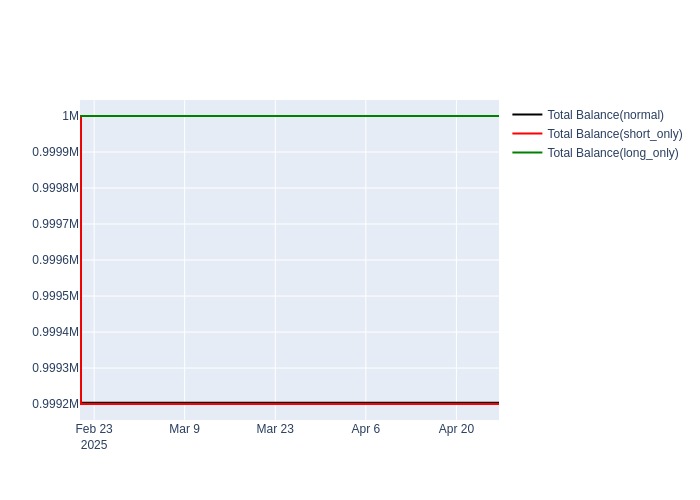 1M
0.9999M
0.9998M
0.9997M
0.9996M
0.9995M
0.9994M
0.9993M
0.9992M
Feb 23
2025
Mar 9
Mar 23
Apr 6
Apr 20
Total Balance(normal)
Total Balance(short_only)
Total Balance(long_only)